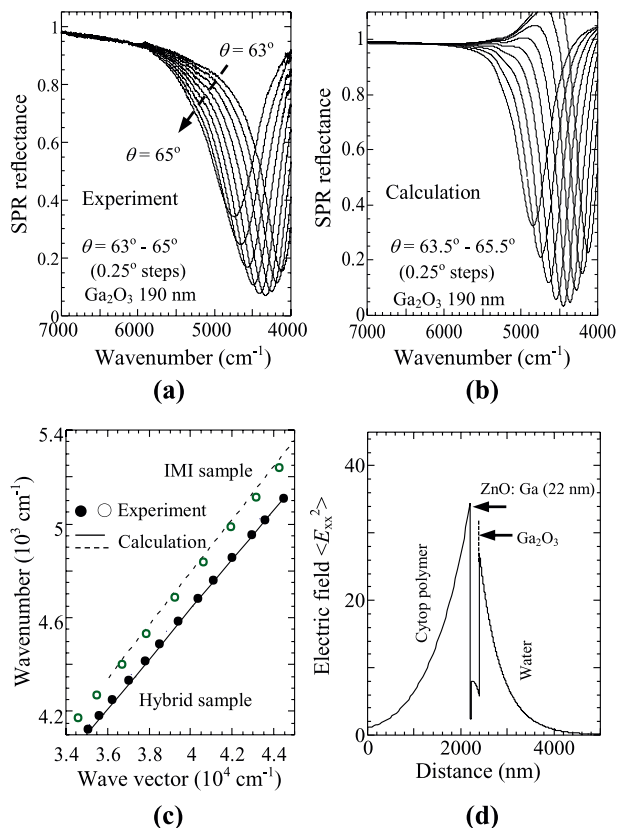 (a)
SPR reflectance
1
0.8
0.6
0.4
0.2
0
7000
6000
5000
4000
Wavenumber (cm⁻¹)
θ = 63°
θ = 65°
Experiment
θ = 63° - 65°
(0.25° steps)
Ga₂O₃ 190 nm
(a)
SPR reflectance
1
0.8
0.6
0.4
0.2
0
7000
6000
5000
4000
Wavenumber (cm⁻¹)
Calculation
θ = 63.5° - 65.5°
(0.25° steps)
Ga₂O₃ 190 nm
(b)
Wavenumber (10³ cm⁻¹)
5.4
5
4.6
4.2
3.4
3.6
3.8
4
4.2
4.4
Wave vector (10⁴ cm⁻¹)
IMI sample
Experiment
Calculation
Hybrid sample
(c)
Electric field <Eₓₓ²>
40
20
0
0
2000
4000
Distance (nm)
ZnO: Ga (22 nm)
Ga₂O₃
Cytop polymer
Water
(d)